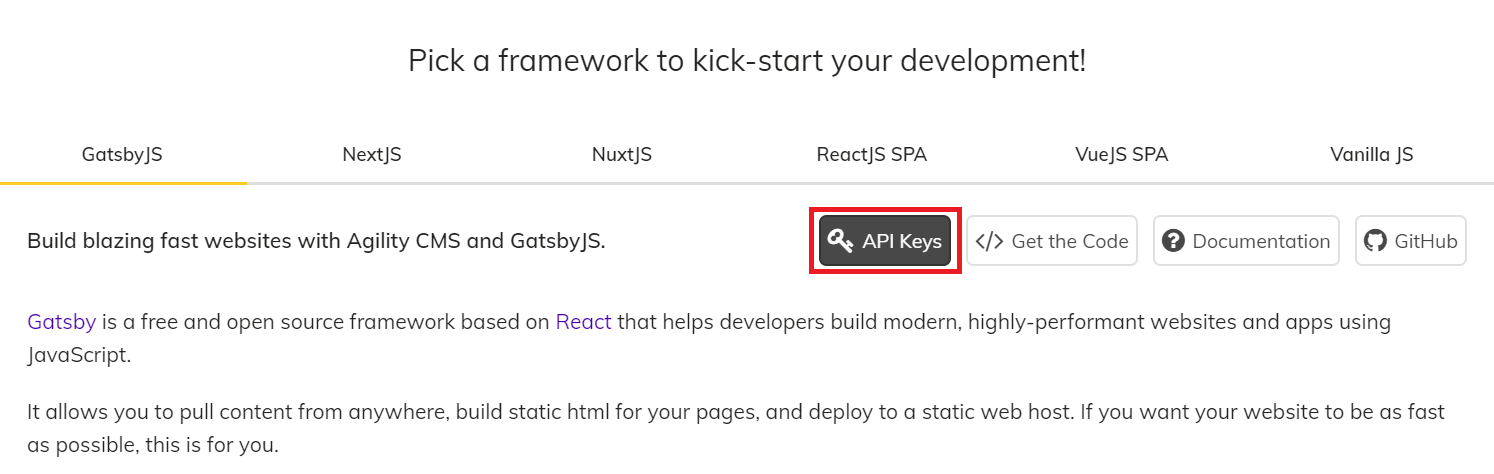 Pick a framework to kick-start your development!
GatsbyJS NextJS NuxtJS ReactJS SPA VueJS SPA Vanilla JS
Build blazing fast websites with Agility CMS and GatsbyJS. API Keys </> Get the Code ? Documentation GitHub
Gatsby is a free and open source framework based on React that helps developers build modern, highly-performant websites and apps using
JavaScript.
It allows you to pull content from anywhere, build static html for your pages, and deploy to a static web host. If you want your website to be as fast
as possible, this is for you.